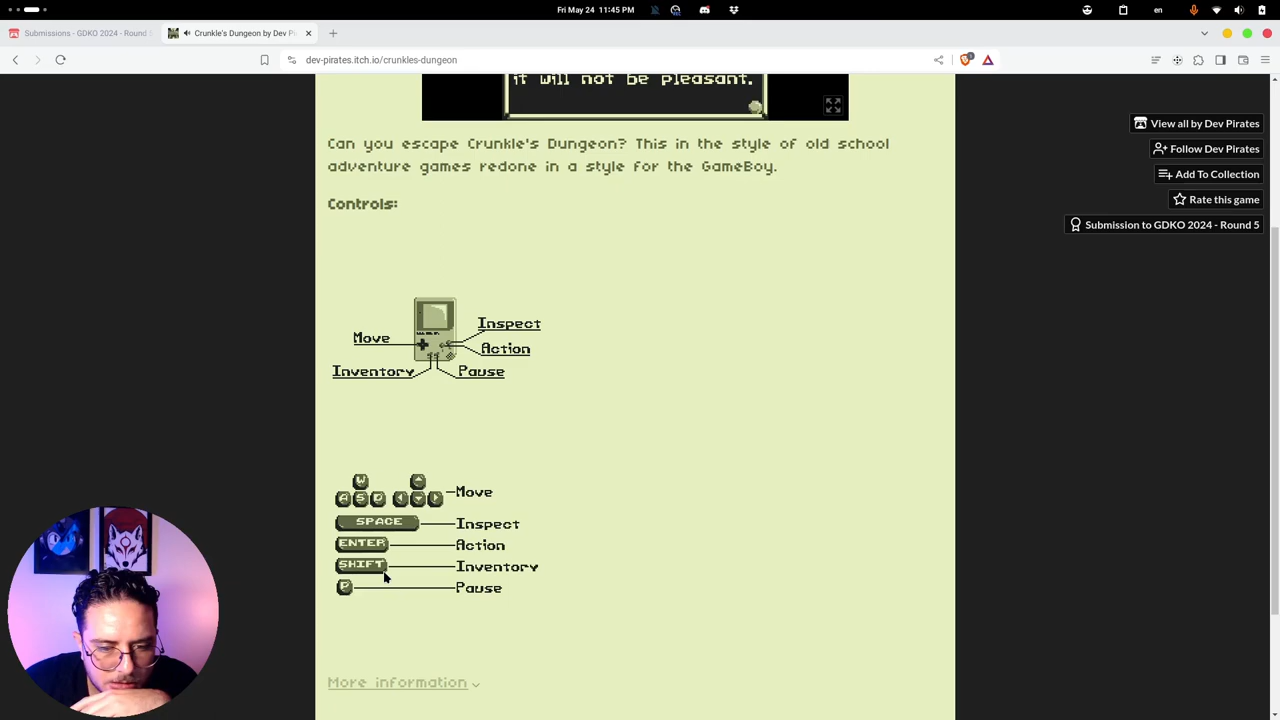 Fri May 24 11:45 PM
en
Submissions - GDKO 2024 - Round 5
Crunkle's Dungeon by Dev Pi
dev-pirates.itch.io/crunkles-dungeon
it will not be pleasant.
View all by Dev Pirates
Follow Dev Pirates
Add To Collection
Rate this game
Submission to GDKO 2024 - Round 5
Can you escape Crunkle's Dungeon? This in the style of old school
adventure games redone in a style for the GameBoy.
Controls:
Inspect
Move
Action
Inventory
Pause
W
A S D
Move
SPACE
Inspect
ENTER
Action
SHIFT
Inventory
P
Pause
More information